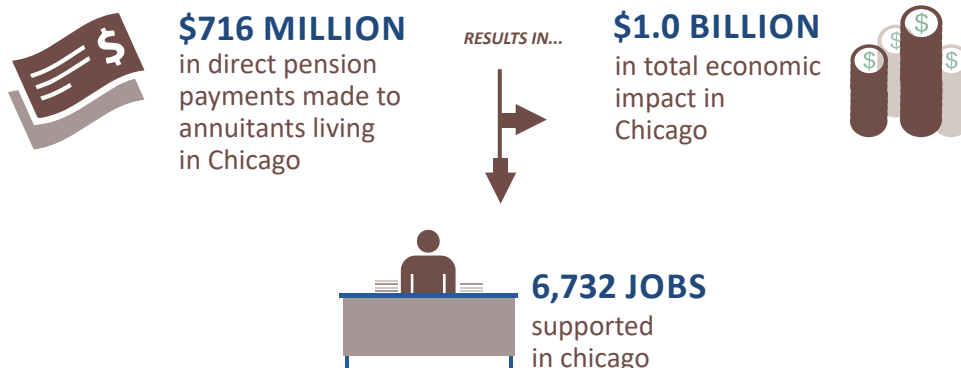 $716 MILLION
in direct pension
payments made to
annuitants living
in Chicago
RESULTS IN...
$1.0 BILLION
in total economic
impact in
Chicago
$
$
$
$
$
6,732 JOBS
supported
in chicago